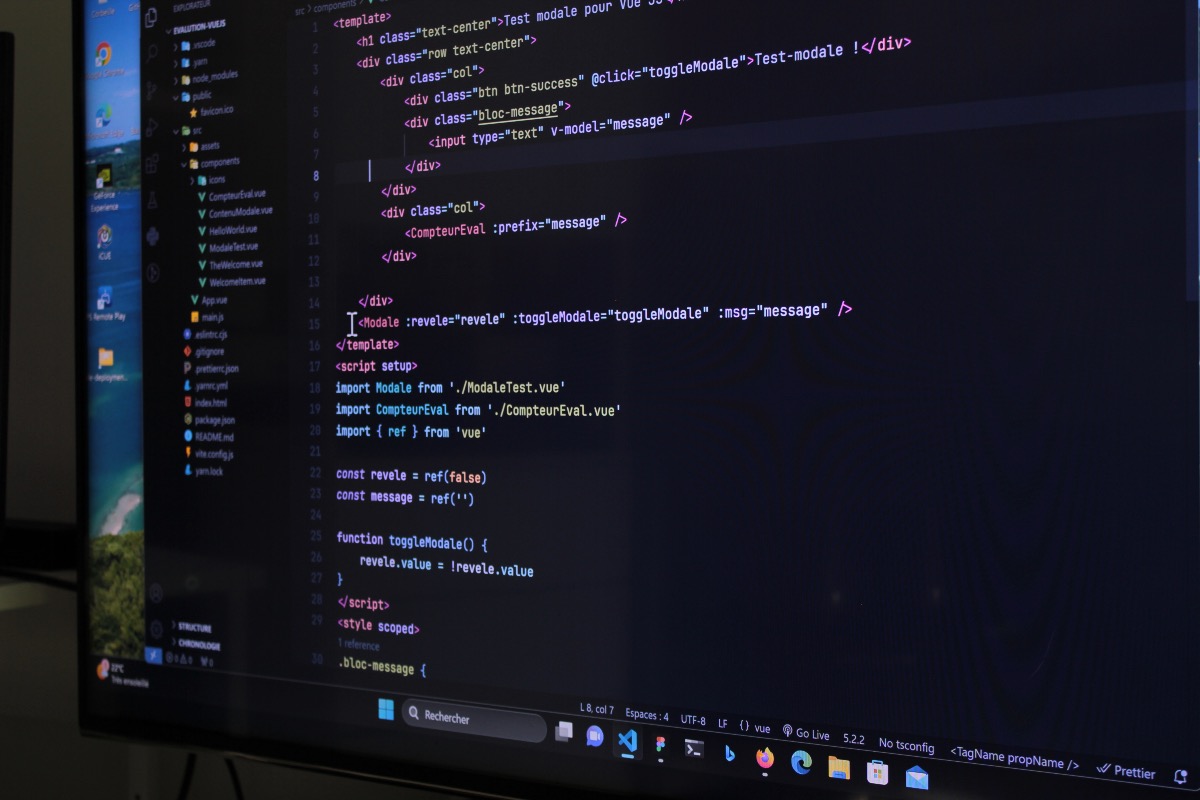 EXPLORATEUR
EVALUTION-VUEJS
.vscode
.yarn
node_modules
public
favicon.ico
src
assets
components
icons
CompteurEval.vue
ContenuModale.vue
HelloWorld.vue
ModaleTest.vue
TheWelcome.vue
WelcomeItem.vue
App.vue
main.js
.eslintrc.cjs
.gitignore
.prettierrc.json
.yarnrc.yml
index.html
package.json
README.md
vite.config.js
yarn.lock
STRUCTURE
CHRONOLOGIE
Corbeille
GeForce
Experience
iCUE
Remote Play
src > components >
1 <template>
2 <h1 class="text-center">Test modale pour Vue JS
3 <div class="row text-center">
4 <div class="col">
5 <div class="btn btn-success" @click="toggleModale">Test-modale !</div>
6 <div class="bloc-message">
7 <input type="text" v-model="message" />
8 </div>
9 </div>
10 <div class="col">
11 <CompteurEval :prefix="message" />
12 </div>
13
14 </div>
15 <Modale :revele="revele" :toggleModale="toggleModale" :msg="message" />
16 </template>
17 <script setup>
18 import Modale from './ModaleTest.vue'
19 import CompteurEval from './CompteurEval.vue'
20 import { ref } from 'vue'
21
22 const revele = ref(false)
23 const message = ref('')
24
25 function toggleModale() {
26 revele.value = !revele.value
27 }
28 </script>
29 <style scoped>
1 reference
30 .bloc-message {
L 8, col 7 Espaces : 4 UTF-8 LF {} vue Go Live 5.2.2 No tsconfig <TagName propName /> Prettier
22°C
Très ensoleillé
Rechercher